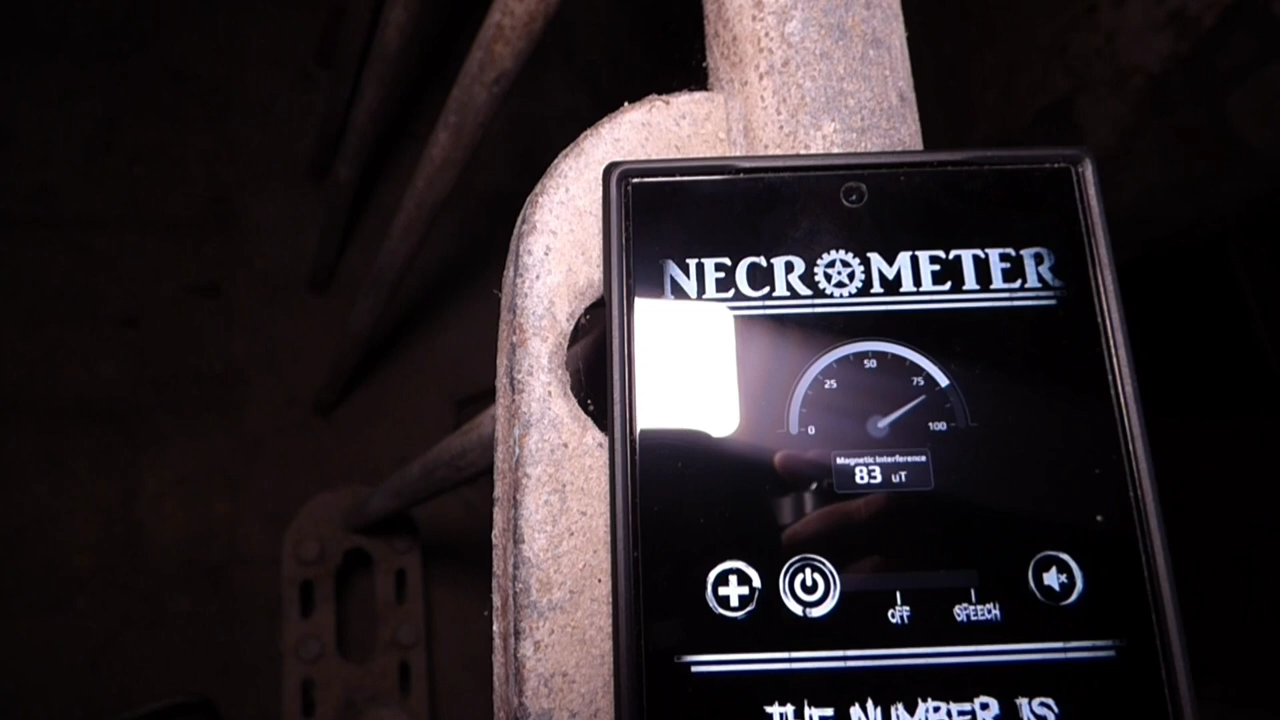 NECROMETER
0 25 50 75 100
Magnetic Interference
83 uT
OFF SPEECH
THE NUMBER IS